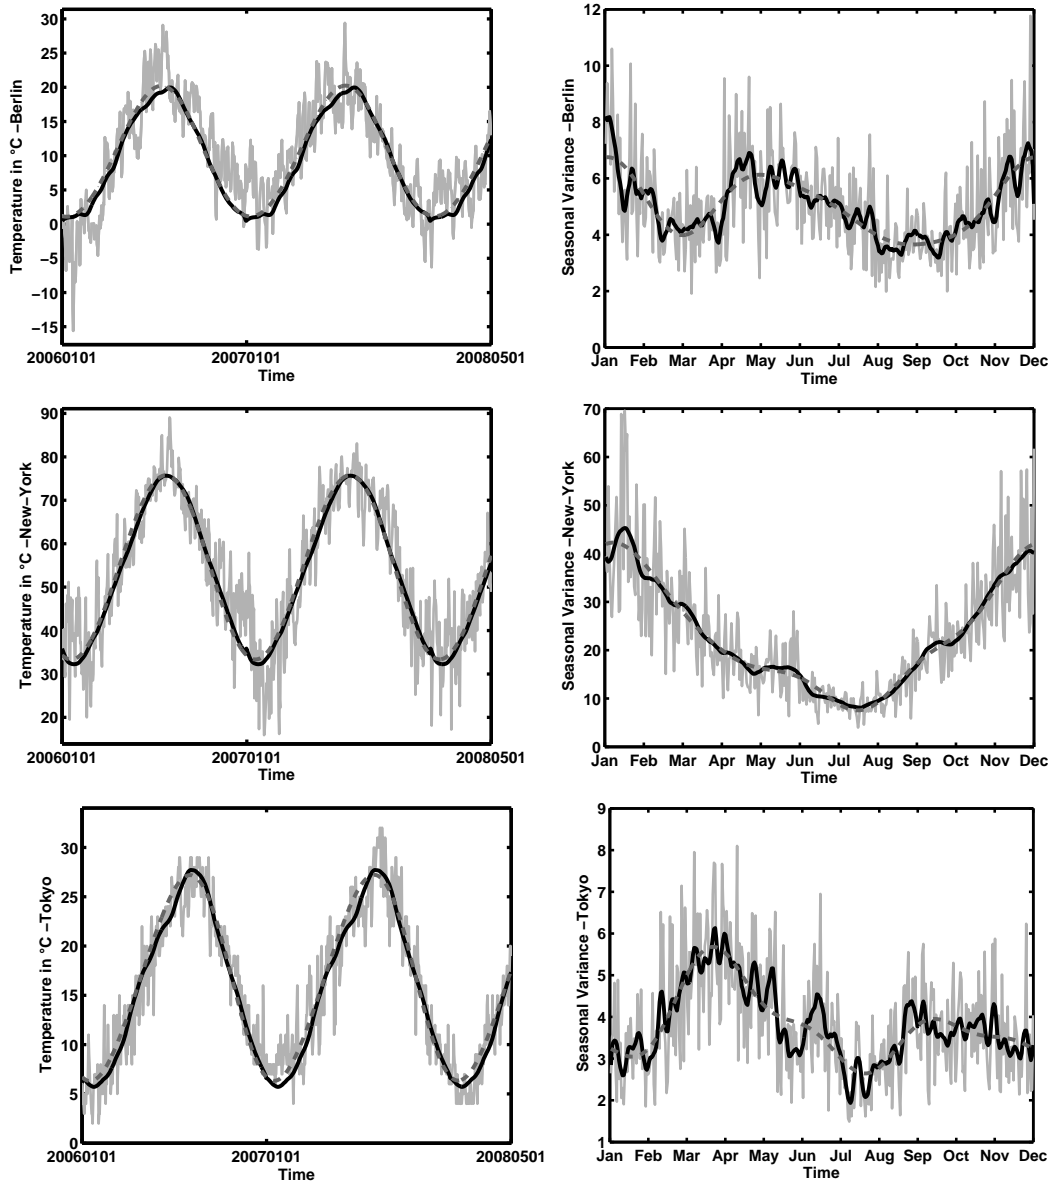 Temperature in °C −Berlin
30
25
20
15
10
5
0
−5
−10
−15
20060101 20070101 20080501
Time
Seasonal Variance −Berlin
12
10
8
6
4
2
0
Jan Feb Mar Apr May Jun Jul Aug Sep Oct Nov Dec
Time
Temperature in °C −New−York
90
80
70
60
50
40
30
20
20060101 20070101 20080501
Time
Seasonal Variance −New−York
70
60
50
40
30
20
10
0
Jan Feb Mar Apr May Jun Jul Aug Sep Oct Nov Dec
Time
Temperature in °C −Tokyo
30
25
20
15
10
5
0
20060101 20070101 20080501
Time
Seasonal Variance −Tokyo
9
8
7
6
5
4
3
2
1
Jan Feb Mar Apr May Jun Jul Aug Sep Oct Nov Dec
Time